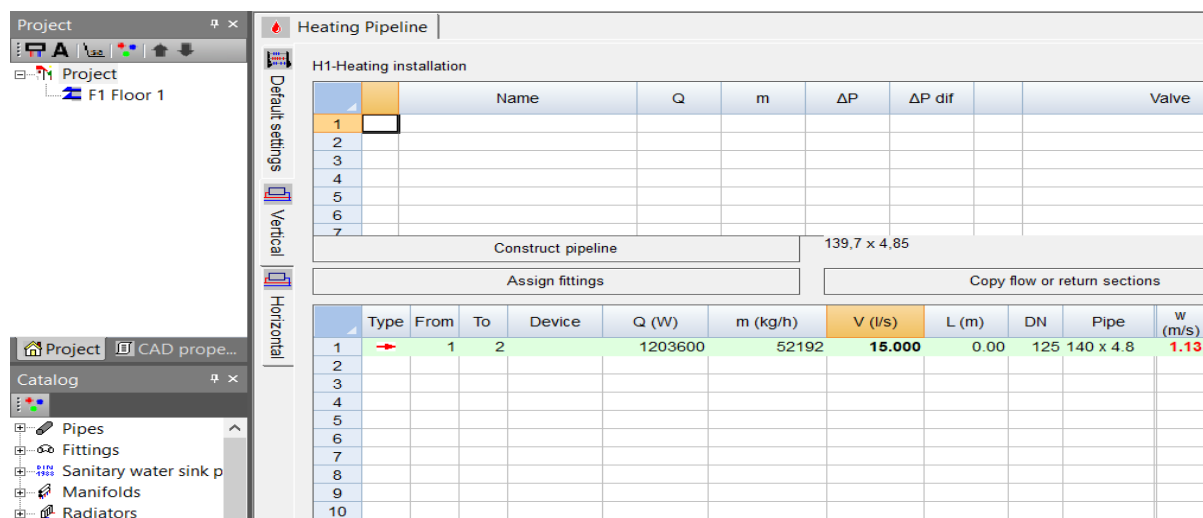 Project
Heating Pipeline
A
Project
F1 Floor 1
Default settings
Vertical
Horizontal
H1-Heating installation
Name Q m ΔP ΔP dif Valve
1
2
3
4
5
6
7
Construct pipeline
139,7 x 4,85
Assign fittings
Copy flow or return sections
Type From To Device Q (W) m (kg/h) V (l/s) L (m) DN Pipe w (m/s)
1 1 2 1203600 52192 15.000 0.00 125 140 x 4.8 1.13
2
3
4
5
6
7
8
9
10
Project
CAD prope...
Catalog
Pipes
Fittings
Sanitary water sink p
Manifolds
Radiators